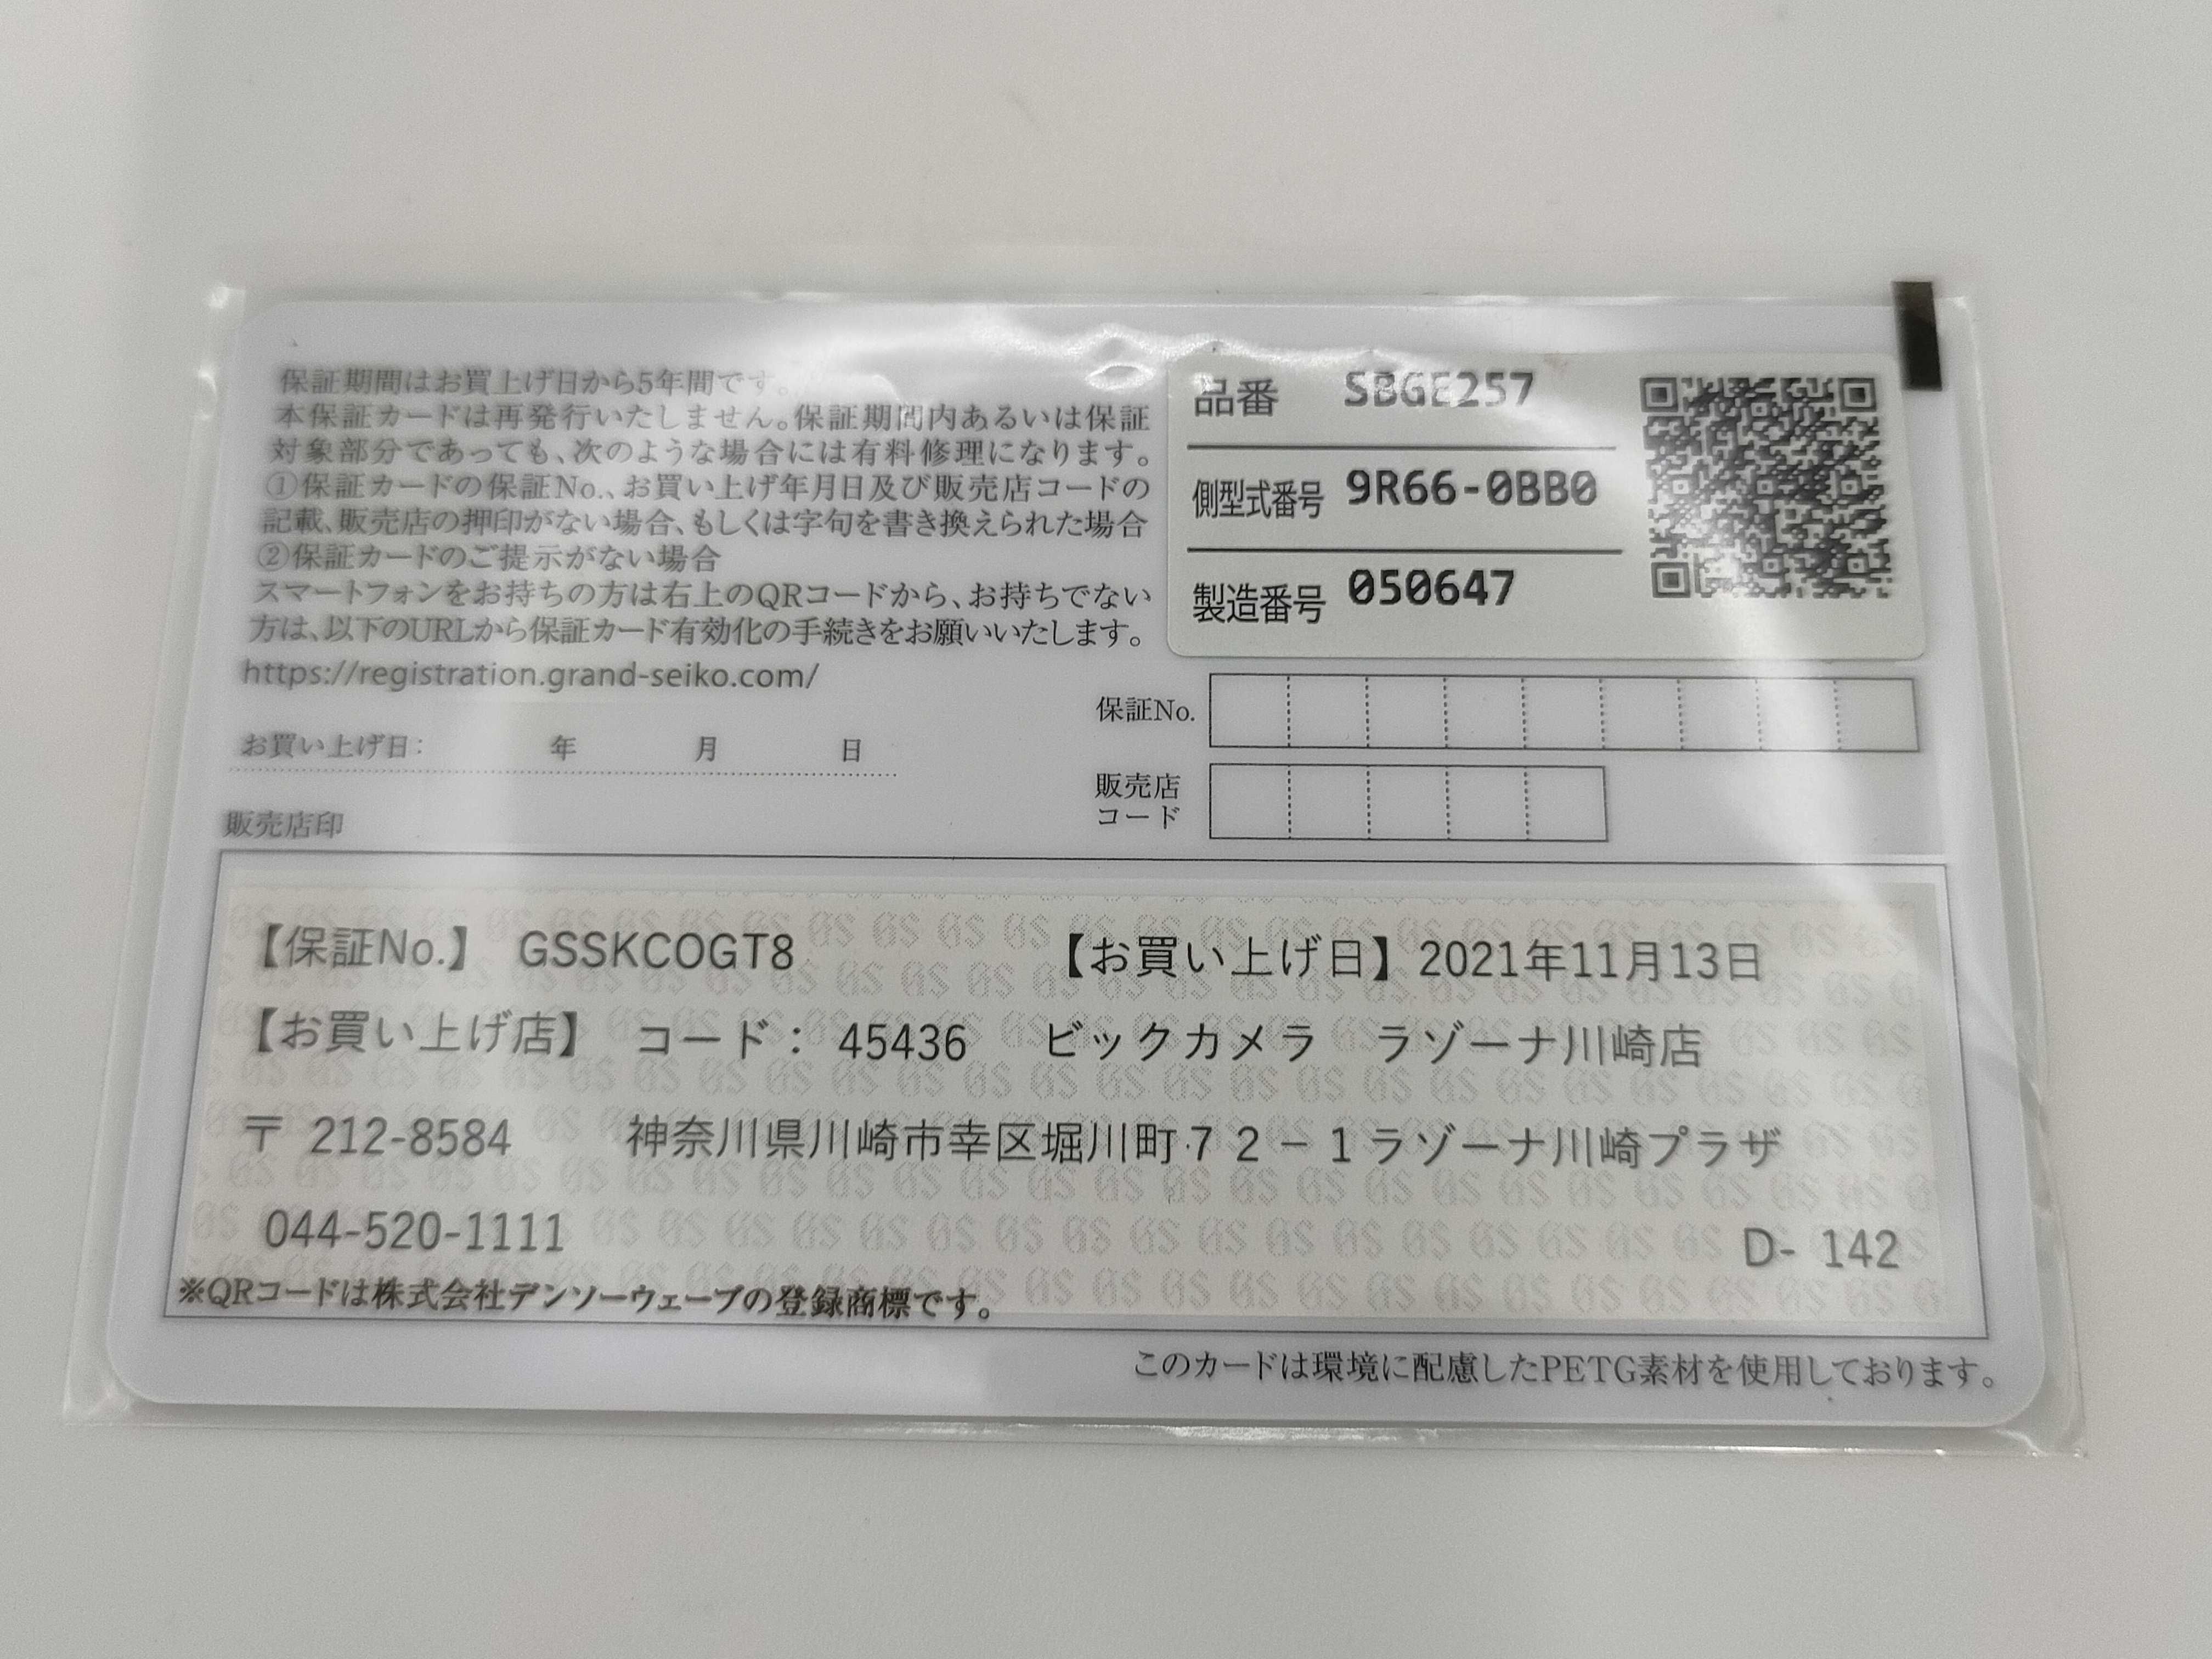 保証期間はお買上げ日から5年間です。
本保証カードは再発行いたしません。保証期間内あるいは保証
対象部分であっても、次のような場合には有料修理になります。
①保証カードの保証No.、お買い上げ年月日及び販売店コードの
記載、販売店の押印がない場合、もしくは字句を書き換えられた場合
②保証カードのご提示がない場合
スマートフォンをお持ちの方は右上のQRコードから、お持ちでない
方は、以下のURLから保証カード有効化の手続きをお願いいたします。
https://registration.grand-seiko.com/
品番 SBGE257
側型式番号 9R66-0BB0
製造番号 050647
保証No.
お買い上げ日： 年 月 日
販売店
コード
販売店印
【保証No.】 GSSKCOGT8 【お買い上げ日】2021年11月13日
【お買い上げ店】 コード： 45436 ビックカメラ ラゾーナ川崎店
〒 212-8584 神奈川県川崎市幸区堀川町７２－１ラゾーナ川崎プラザ
044-520-1111
D- 142
※QRコードは株式会社デンソーウェーブの登録商標です。
このカードは環境に配慮したPETG素材を使用しております。